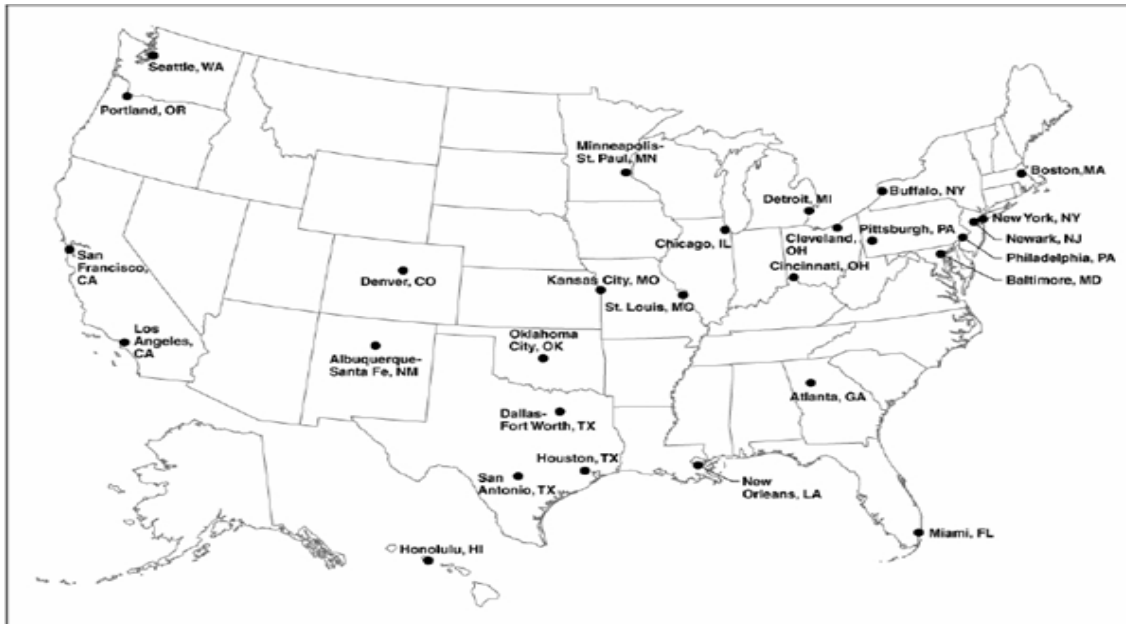 Seattle, WA
Portland, OR
Minneapolis-
St. Paul, MN
Boston, MA
Buffalo, NY
Detroit, MI
New York, NY
Newark, NJ
Philadelphia, PA
Baltimore, MD
Pittsburgh, PA
Cleveland,
OH
Chicago, IL
Cincinnati, OH
San
Francisco,
CA
Denver, CO
Kansas City, MO
St. Louis, MO
Los
Angeles,
CA
Albuquerque-
Santa Fe, NM
Oklahoma
City, OK
Atlanta, GA
Dallas-
Fort Worth, TX
Houston, TX
San
Antonio, TX
New
Orleans, LA
Miami, FL
Honolulu, HI